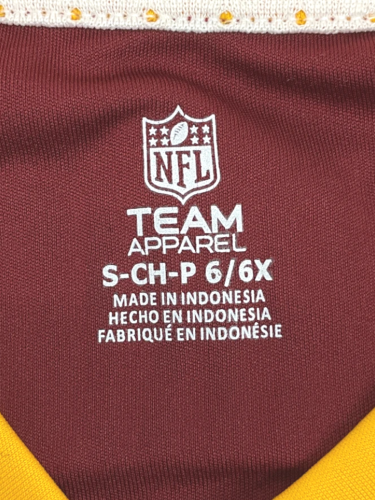 NFL
TEAM
APPAREL
S-CH-P 6/6X
MADE IN INDONESIA
HECHO EN INDONESIA
FABRIQUÉ EN INDONÉSIE